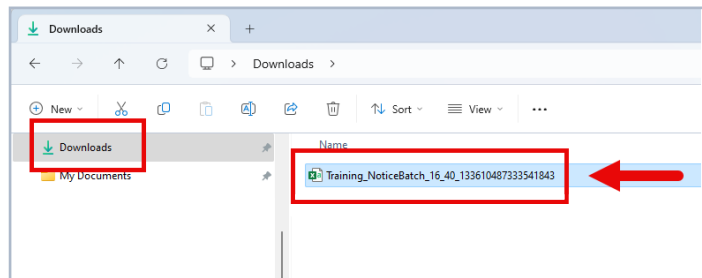 Downloads
Downloads
New Sort View
Downloads
My Documents
Name
Training_NoticeBatch_16_40_133610487333541843